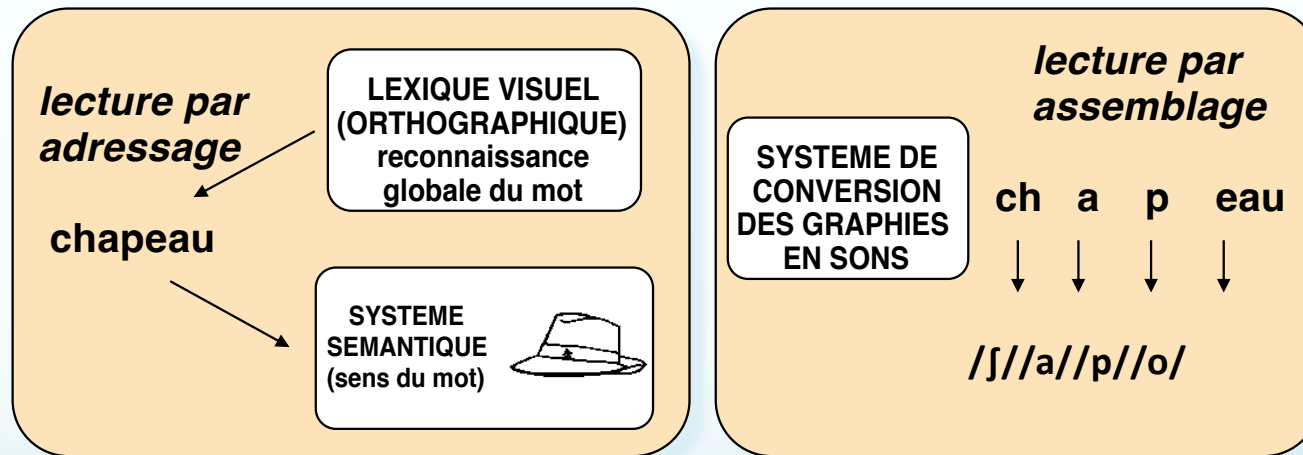 lecture par
adressage
LEXIQUE VISUEL
(ORTHOGRAPHIQUE)
reconnaissance
globale du mot
chapeau
SYSTEME
SEMANTIQUE
(sens du mot)
lecture par
assemblage
SYSTEME DE
CONVERSION
DES GRAPHIES
EN SONS
ch a p eau
/ʃ//a//p//o/